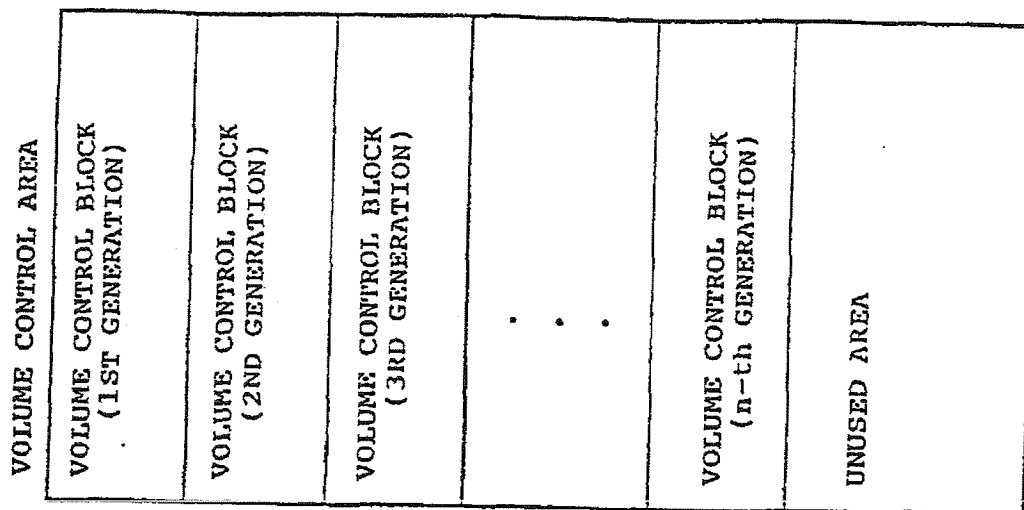 VOLUME CONTROL AREA
VOLUME CONTROL BLOCK
(1ST GENERATION)
VOLUME CONTROL BLOCK
(2ND GENERATION)
VOLUME CONTROL BLOCK
(3RD GENERATION)
. . .
VOLUME CONTROL BLOCK
(n-th GENERATION)
UNUSED AREA